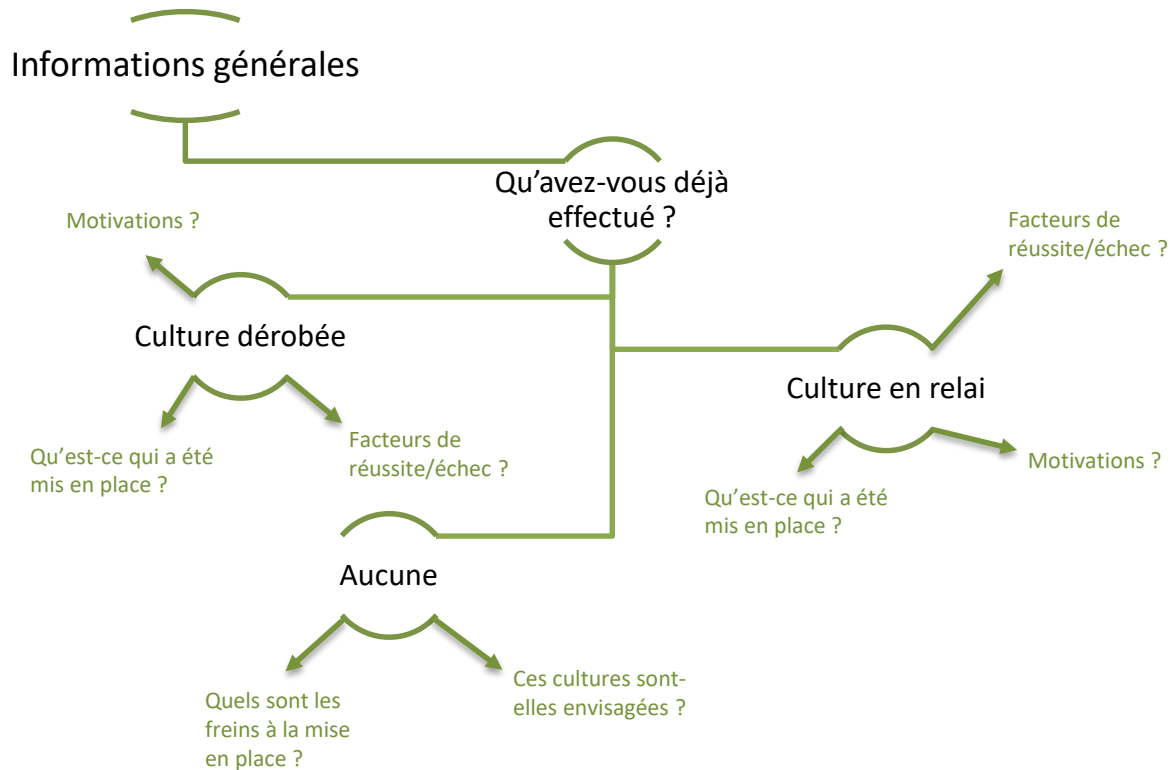 Informations générales
Qu'avez-vous déjà
effectué ?
Motivations ?
Culture dérobée
Qu'est-ce qui a été
mis en place ?
Facteurs de
réussite/échec ?
Facteurs de
réussite/échec ?
Culture en relai
Qu'est-ce qui a été
mis en place ?
Motivations ?
Aucune
Quels sont les
freins à la mise
en place ?
Ces cultures sont-
elles envisagées ?